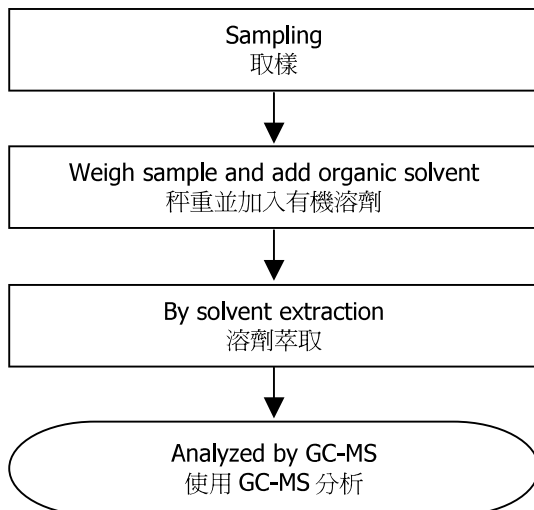 Sampling
取樣
Weigh sample and add organic solvent
秤重並加入有機溶劑
By solvent extraction
溶劑萃取
Analyzed by GC-MS
使用 GC-MS 分析